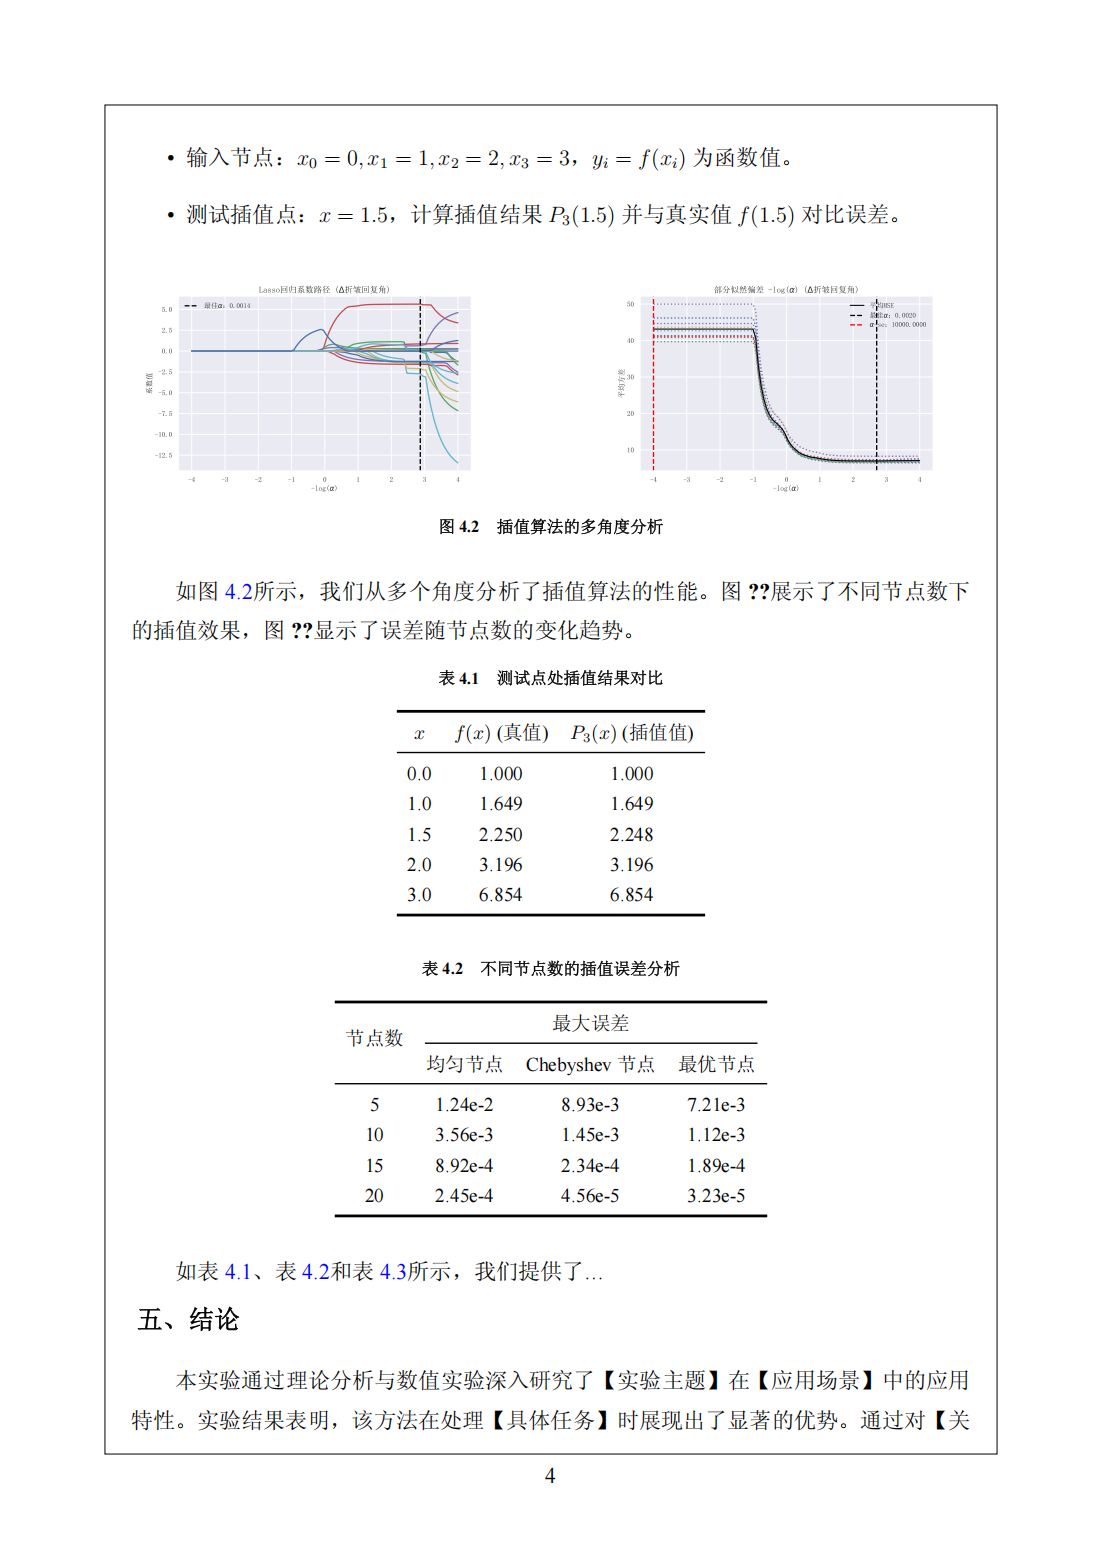 • 输入节点：x₀ = 0, x₁ = 1, x₂ = 2, x₃ = 3，yᵢ = f(xᵢ) 为函数值。
• 测试插值点：x = 1.5，计算插值结果 P₃(1.5) 并与真实值 f(1.5) 对比误差。
Lasso回归系数路径 (Δ折皱回复角)
最佳α: 0.0014
系数值
5.0
2.5
0.0
-2.5
-5.0
-7.5
-10.0
-12.5
-4 -3 -2 -1 0 1 2 3 4
-log(α)
部分似然偏差 -log(α) (Δ折皱回复角)
平均MSE
最佳α: 0.0020
α-se: 10000.0000
平均方差
50
40
30
20
10
-4 -3 -2 -1 0 1 2 3 4
-log(α)
图 4.2 插值算法的多角度分析
如图 4.2所示，我们从多个角度分析了插值算法的性能。图 ??展示了不同节点数下
的插值效果，图 ??显示了误差随节点数的变化趋势。
表 4.1 测试点处插值结果对比
x f(x) (真值) P₃(x) (插值值)
0.0 1.000 1.000
1.0 1.649 1.649
1.5 2.250 2.248
2.0 3.196 3.196
3.0 6.854 6.854
表 4.2 不同节点数的插值误差分析
节点数 最大误差
均匀节点 Chebyshev 节点 最优节点
5 1.24e-2 8.93e-3 7.21e-3
10 3.56e-3 1.45e-3 1.12e-3
15 8.92e-4 2.34e-4 1.89e-4
20 2.45e-4 4.56e-5 3.23e-5
如表 4.1、表 4.2和表 4.3所示，我们提供了...
五、结论
本实验通过理论分析与数值实验深入研究了【实验主题】在【应用场景】中的应用
特性。实验结果表明，该方法在处理【具体任务】时展现出了显著的优势。通过对【关
4